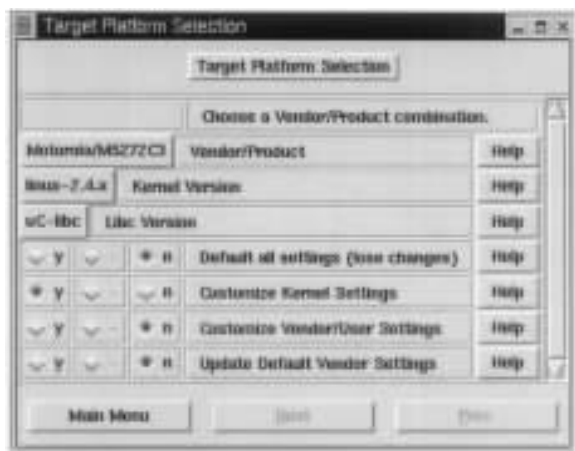 Target Platform Selection
Target Platform Selection
Choose a Vendor/Product combination.
Motorola/M5272C3 Vendor/Product Help
linux-2.4.x Kernel Version Help
uC-libc Libc Version Help
y - n Default all settings (lose changes) Help
y - n Customize Kernel Settings Help
y - n Customize Vendor/User Settings Help
y - n Update Default Vendor Settings Help
Main Menu Next Prev